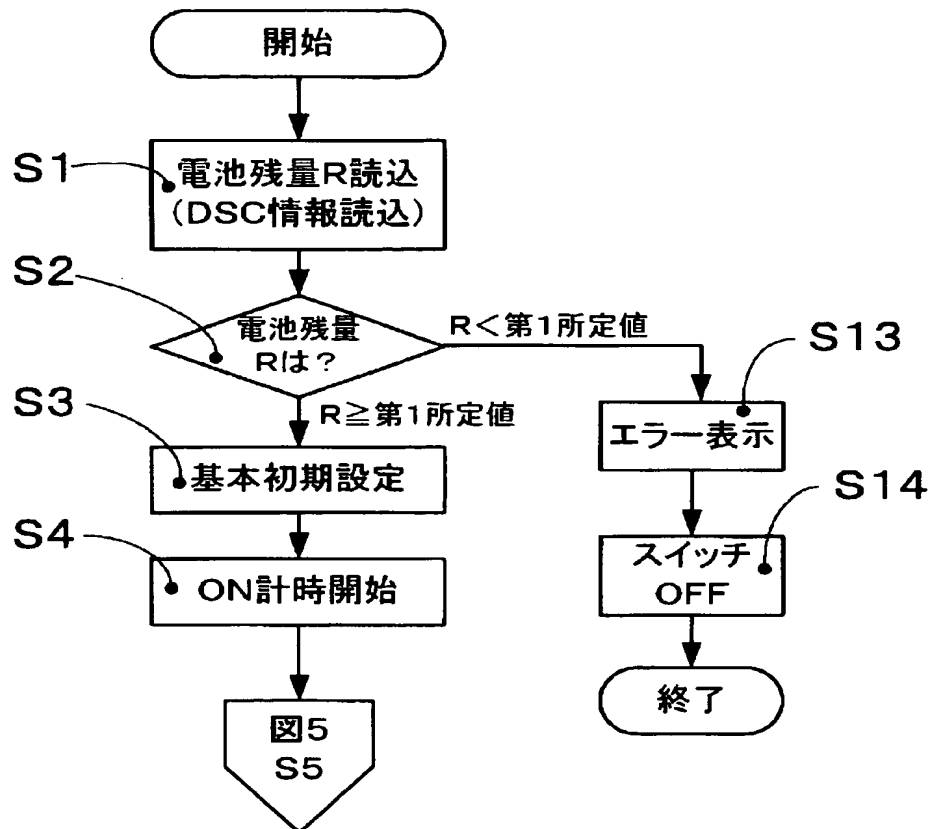 開始
S1
電池残量R読込
(DSC情報読込)
S2
電池残量
Rは?
R<第1所定値
S13
エラー表示
S3
R≧第1所定値
基本初期設定
S14
スイッチ
OFF
S4
ON計時開始
終了
図5
S5